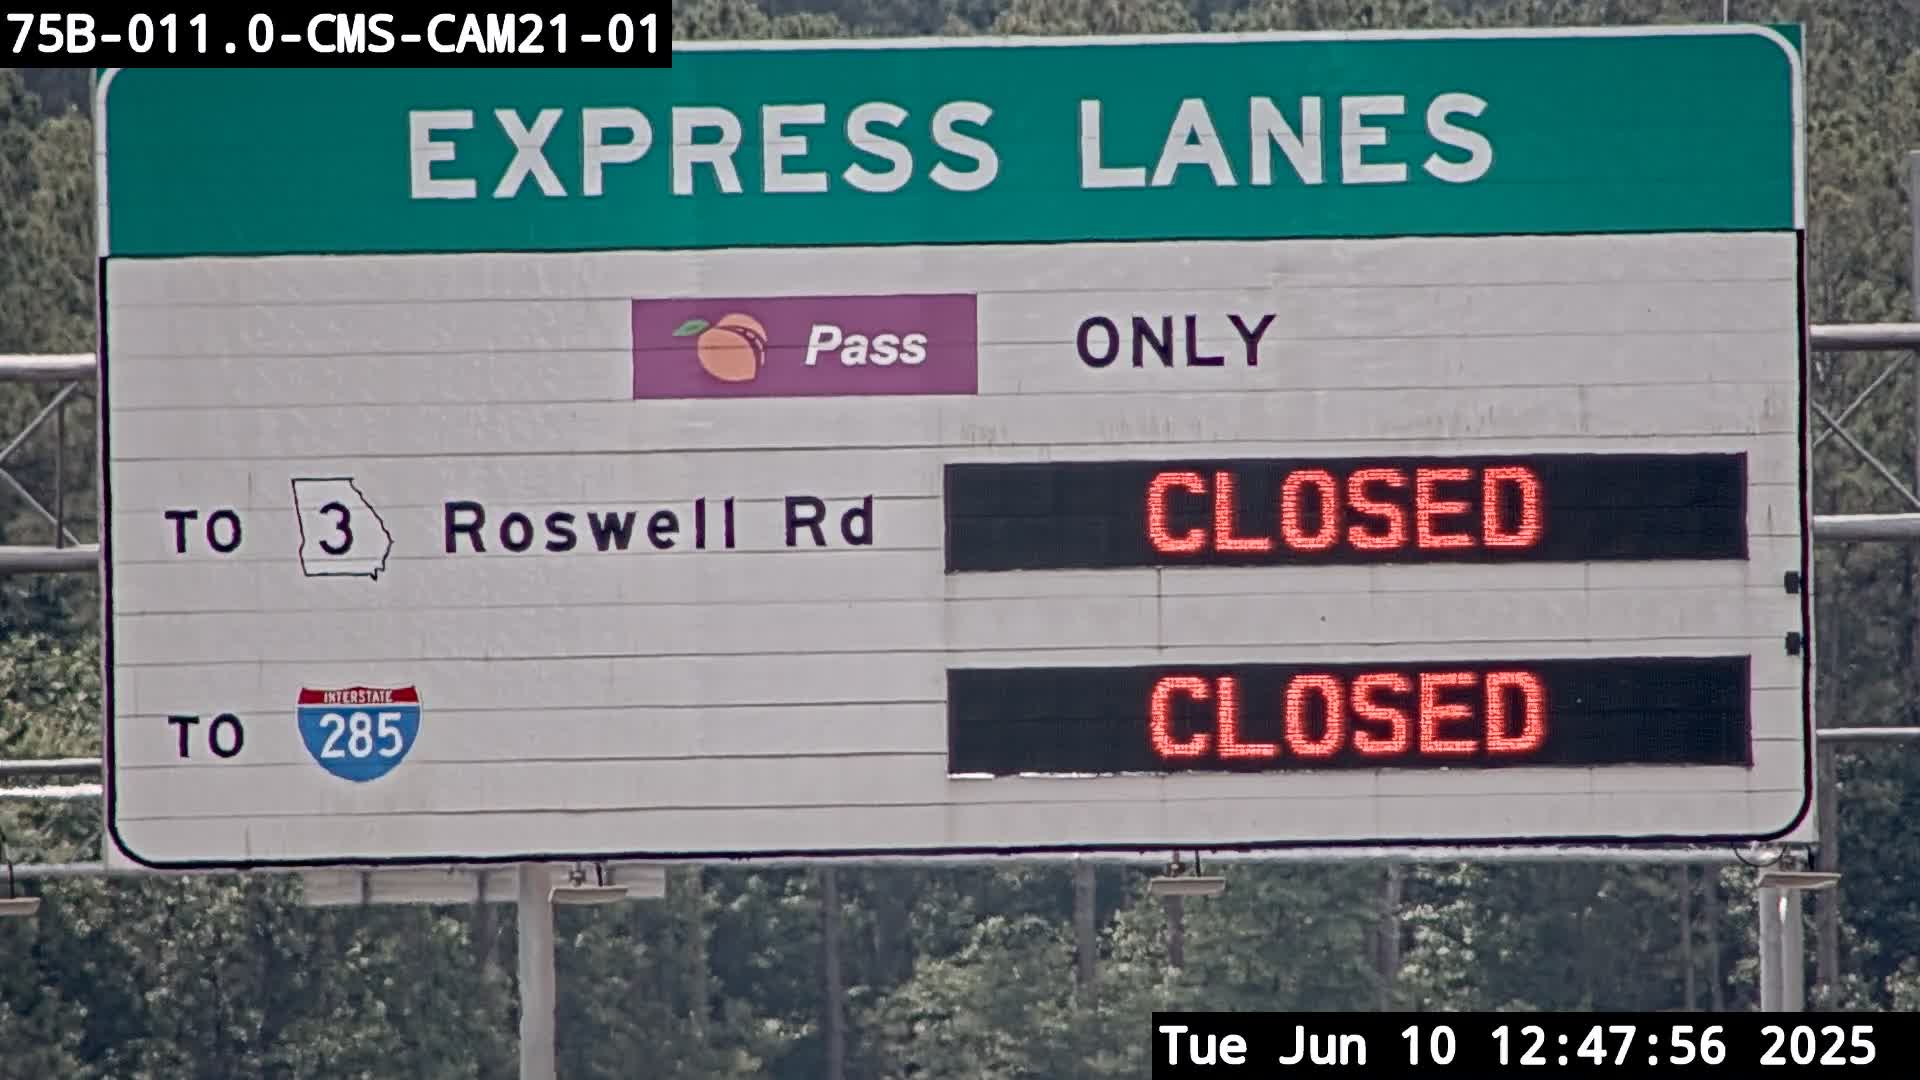 75B-011.0-CMS-CAM21-01
EXPRESS LANES
Pass ONLY
TO 3 Roswell Rd CLOSED
TO INTERSTATE 285 CLOSED
Tue Jun 10 12:47:56 2025